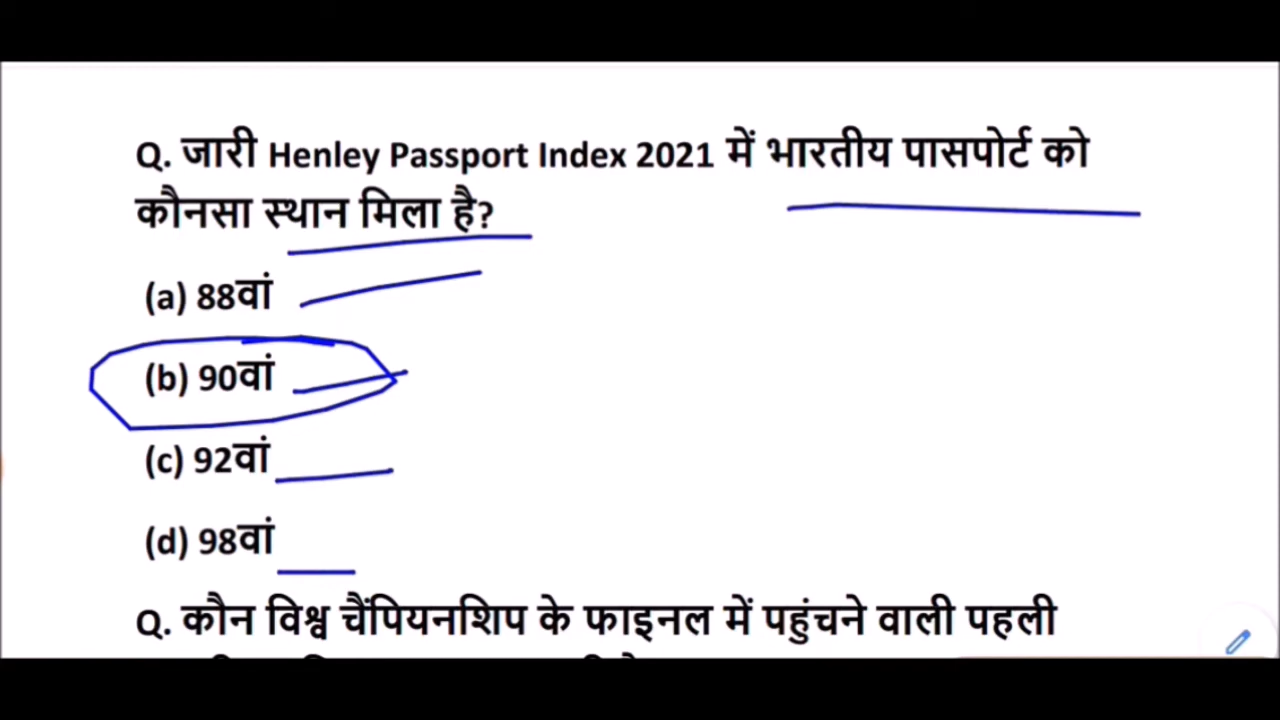 Q. जारी Henley Passport Index 2021 में भारतीय पासपोर्ट को
कौनसा स्थान मिला है?
(a) 88वां
(b) 90वां
(c) 92वां
(d) 98वां
Q. कौन विश्व चैंपियनशिप के फाइनल में पहुंचने वाली पहली